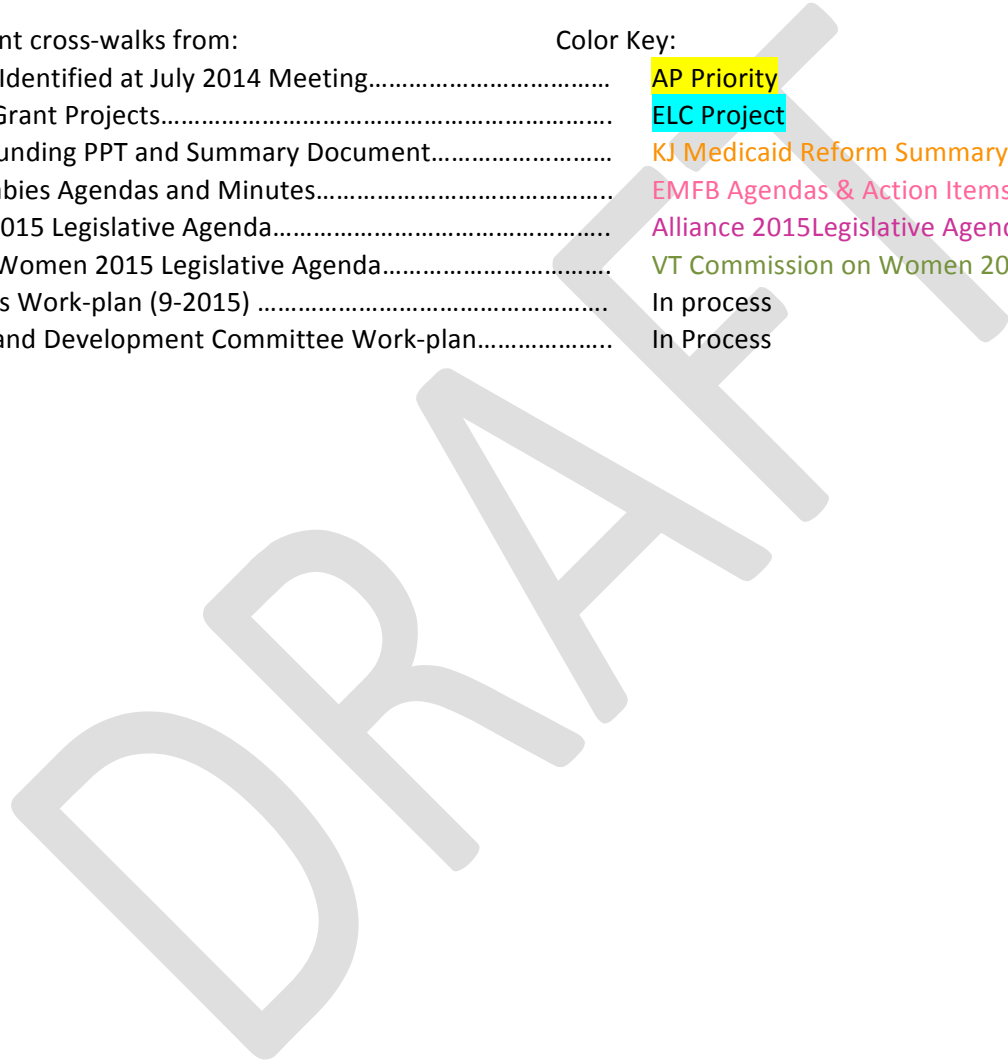 nt cross-walks from: Color Key:
Identified at July 2014 Meeting………………………………. AP Priority
Grant Projects……………………………………………………………. ELC Project
unding PPT and Summary Document………………………. KJ Medicaid Reform Summary
bies Agendas and Minutes……………………………………….. EMFB Agendas & Action Items
015 Legislative Agenda…………………………………………….. Alliance 2015Legislative Agend
Women 2015 Legislative Agenda……………………………. VT Commission on Women 20
s Work-plan (9-2015) ……………………………………………. In process
and Development Committee Work-plan……………….. In Process
DRAFT